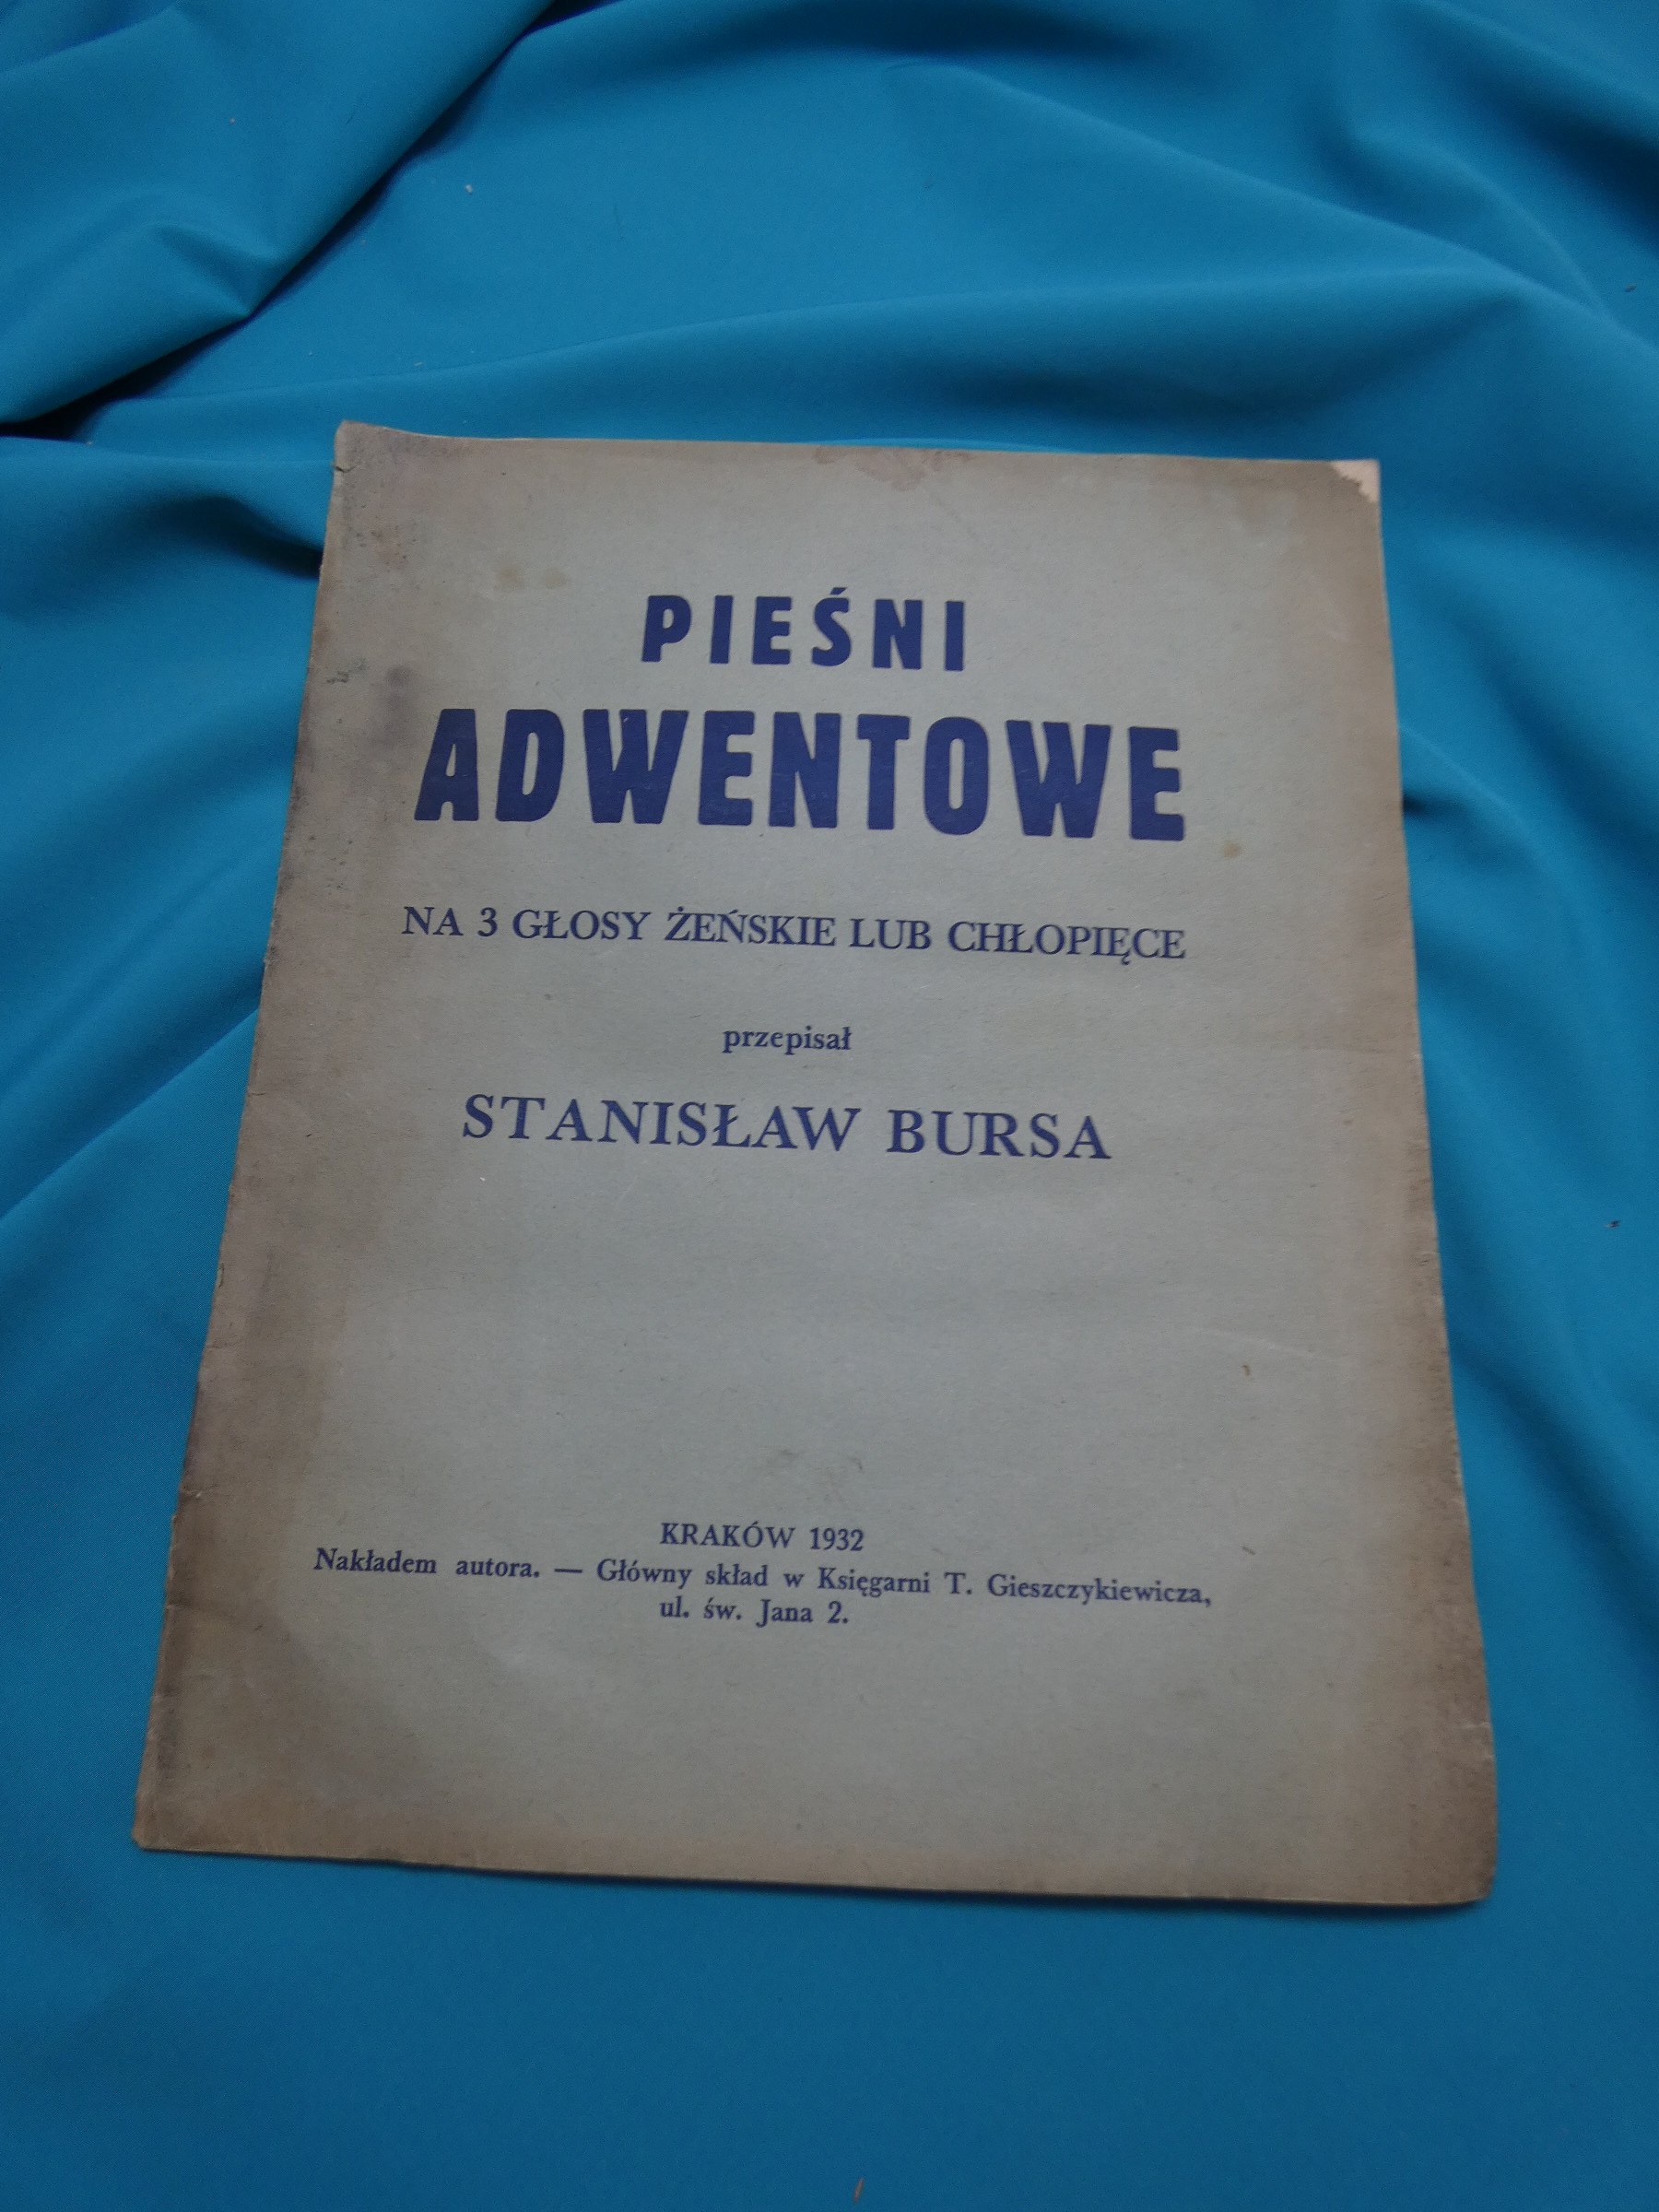 PIEŚNI
ADWENTOWE
NA 3 GŁOSY ŻEŃSKIE LUB CHŁOPIĘCE
przepisał
STANISŁAW BURSA
KRAKÓW 1932
Nakładem autora. — Główny skład w Księgarni T. Gieszczykiewicza,
ul. św. Jana 2.